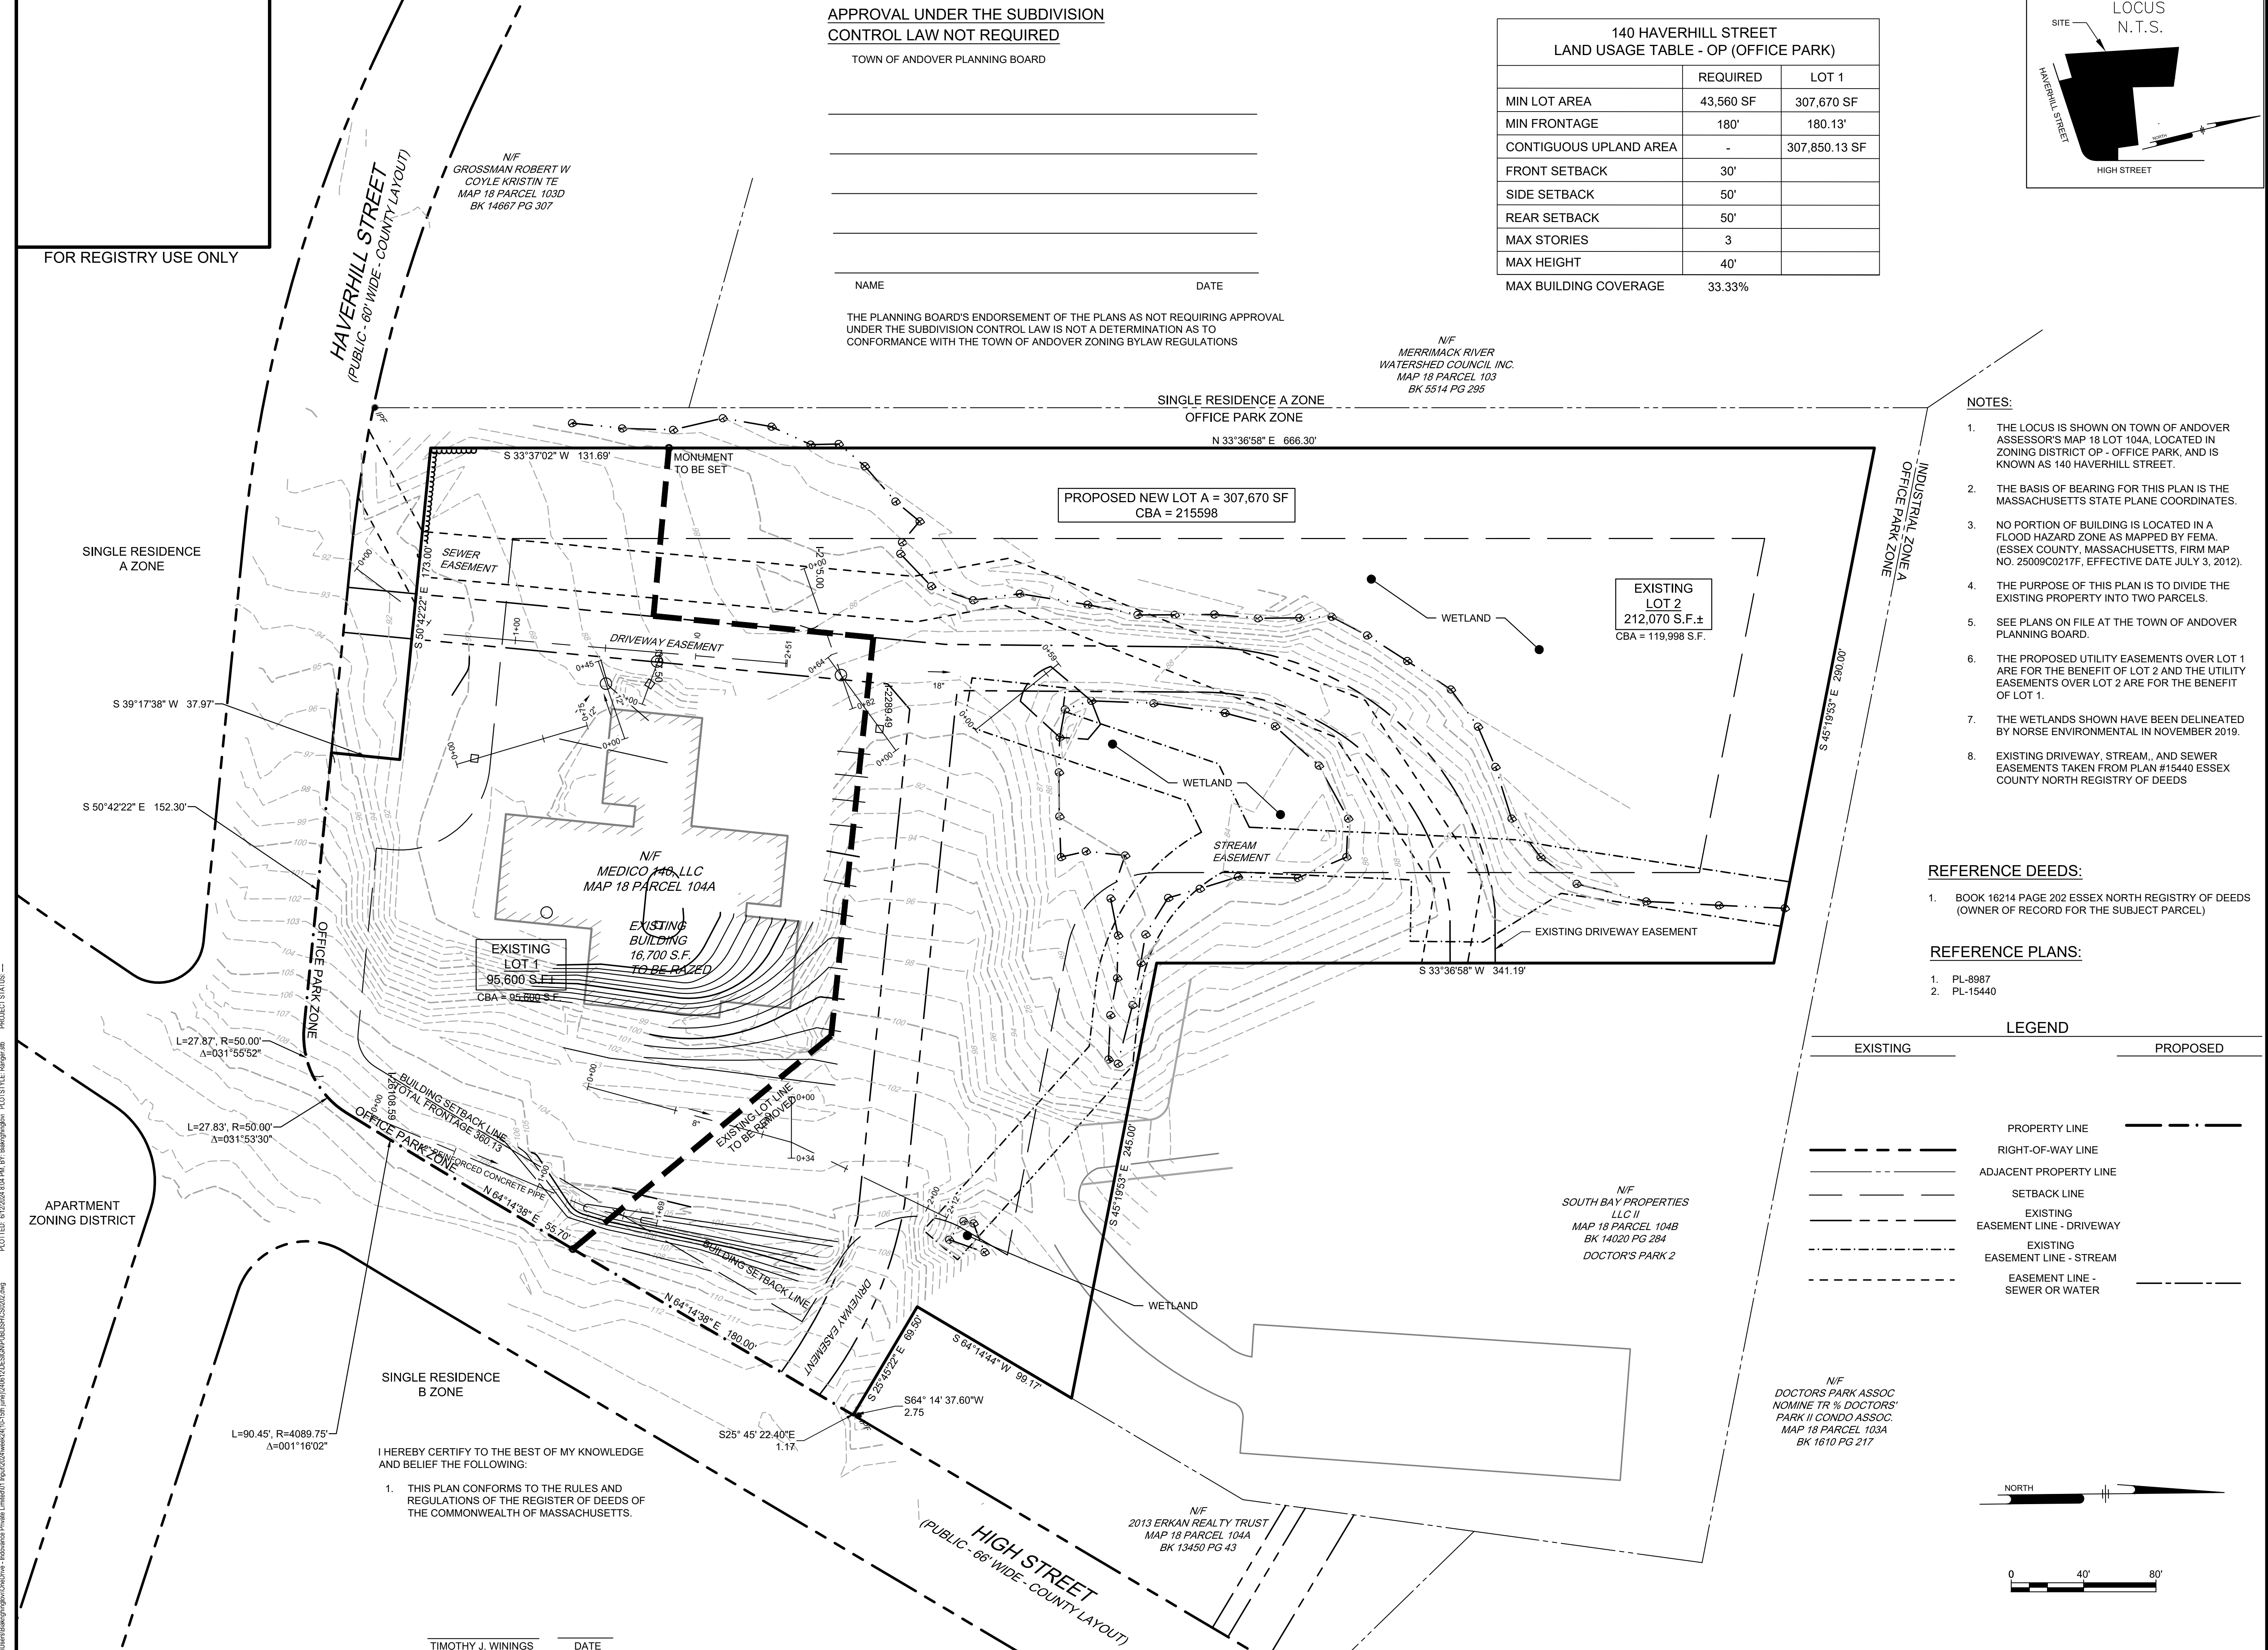 APPROVAL UNDER THE SUBDIVISION
CONTROL LAW NOT REQUIRED
TOWN OF ANDOVER PLANNING BOARD
NAME
DATE
THE PLANNING BOARD'S ENDORSEMENT OF THE PLANS AS NOT REQUIRING APPROVAL
UNDER THE SUBDIVISION CONTROL LAW IS NOT A DETERMINATION AS TO
CONFORMANCE WITH THE TOWN OF ANDOVER ZONING BYLAW REGULATIONS
140 HAVERHILL STREET
LAND USAGE TABLE - OP (OFFICE PARK)
REQUIRED LOT 1
MIN LOT AREA 43,560 SF 307,670 SF
MIN FRONTAGE 180' 180.13'
CONTIGUOUS UPLAND AREA - 307,850.13 SF
FRONT SETBACK 30'
SIDE SETBACK 50'
REAR SETBACK 50'
MAX STORIES 3
MAX HEIGHT 40'
MAX BUILDING COVERAGE 33.33%
LOCUS
N.T.S.
SITE
HAVERHILL STREET
NORTH
HIGH STREET
FOR REGISTRY USE ONLY
HAVERHILL STREET
(PUBLIC - 60' WIDE - COUNTY LAYOUT)
N/F
GROSSMAN ROBERT W
COYLE KRISTIN TE
MAP 18 PARCEL 103D
BK 14667 PG 307
N/F
MERRIMACK RIVER
WATERSHED COUNCIL INC.
MAP 18 PARCEL 103
BK 5514 PG 295
SINGLE RESIDENCE A ZONE
OFFICE PARK ZONE
N 33°36'58" E 666.30'
IPF
S 33°37'02" W 131.69'
MONUMENT
TO BE SET
PROPOSED NEW LOT A = 307,670 SF
CBA = 215598
INDUSTRIAL ZONE A
OFFICE PARK ZONE
SINGLE RESIDENCE
A ZONE
SEWER
EASEMENT
S 50°42'22" E 173.00'
DRIVEWAY EASEMENT
EXISTING
LOT 2
212,070 S.F.±
CBA = 119,998 S.F.
WETLAND
WETLAND
S 45°19'53" E 290.00'
S 39°17'38" W 37.97'
S 50°42'22" E 152.30'
N/F
MEDICO 140, LLC
MAP 18 PARCEL 104A
EXISTING
BUILDING
16,700 S.F.
TO BE RAZED
EXISTING
LOT 1
95,600 S.F.±
CBA = 95,600 S.F.
STREAM
EASEMENT
EXISTING DRIVEWAY EASEMENT
S 33°36'58" W 341.19'
OFFICE PARK ZONE
L=27.87', R=50.00'
Δ=031°55'52"
L=27.83', R=50.00'
Δ=031°53'30"
BUILDING SETBACK LINE
TOTAL FRONTAGE 360.13
OFFICE PARK ZONE
REINFORCED CONCRETE PIPE
N 64°14'38" E 55.70'
EXISTING LOT LINE
TO BE REMOVED
BUILDING SETBACK LINE
N 64°14'38" E 180.00'
DRIVEWAY EASEMENT
S 25°45'22" E 69.50'
S 64°14'44" W 99.17'
S 45°19'53" E 245.00'
S64° 14' 37.60"W
2.75
S25° 45' 22.40"E
1.17
WETLAND
APARTMENT
ZONING DISTRICT
SINGLE RESIDENCE
B ZONE
L=90.45', R=4089.75'
Δ=001°16'02"
I HEREBY CERTIFY TO THE BEST OF MY KNOWLEDGE
AND BELIEF THE FOLLOWING:
1. THIS PLAN CONFORMS TO THE RULES AND
REGULATIONS OF THE REGISTER OF DEEDS OF
THE COMMONWEALTH OF MASSACHUSETTS.
TIMOTHY J. WININGS
DATE
HIGH STREET
(PUBLIC - 66' WIDE - COUNTY LAYOUT)
N/F
2013 ERKAN REALTY TRUST
MAP 18 PARCEL 104A
BK 13450 PG 43
N/F
SOUTH BAY PROPERTIES
LLC II
MAP 18 PARCEL 104B
BK 14020 PG 284
DOCTOR'S PARK 2
N/F
DOCTORS PARK ASSOC
NOMINE TR % DOCTORS'
PARK II CONDO ASSOC.
MAP 18 PARCEL 103A
BK 1610 PG 217
NOTES:
1. THE LOCUS IS SHOWN ON TOWN OF ANDOVER
ASSESSOR'S MAP 18 LOT 104A, LOCATED IN
ZONING DISTRICT OP - OFFICE PARK, AND IS
KNOWN AS 140 HAVERHILL STREET.
2. THE BASIS OF BEARING FOR THIS PLAN IS THE
MASSACHUSETTS STATE PLANE COORDINATES.
3. NO PORTION OF BUILDING IS LOCATED IN A
FLOOD HAZARD ZONE AS MAPPED BY FEMA.
(ESSEX COUNTY, MASSACHUSETTS, FIRM MAP
NO. 25009C0217F, EFFECTIVE DATE JULY 3, 2012).
4. THE PURPOSE OF THIS PLAN IS TO DIVIDE THE
EXISTING PROPERTY INTO TWO PARCELS.
5. SEE PLANS ON FILE AT THE TOWN OF ANDOVER
PLANNING BOARD.
6. THE PROPOSED UTILITY EASEMENTS OVER LOT 1
ARE FOR THE BENEFIT OF LOT 2 AND THE UTILITY
EASEMENTS OVER LOT 2 ARE FOR THE BENEFIT
OF LOT 1.
7. THE WETLANDS SHOWN HAVE BEEN DELINEATED
BY NORSE ENVIRONMENTAL IN NOVEMBER 2019.
8. EXISTING DRIVEWAY, STREAM,, AND SEWER
EASEMENTS TAKEN FROM PLAN #15440 ESSEX
COUNTY NORTH REGISTRY OF DEEDS
REFERENCE DEEDS:
1. BOOK 16214 PAGE 202 ESSEX NORTH REGISTRY OF DEEDS
(OWNER OF RECORD FOR THE SUBJECT PARCEL)
REFERENCE PLANS:
1. PL-8987
2. PL-15440
LEGEND
EXISTING PROPOSED
PROPERTY LINE
RIGHT-OF-WAY LINE
ADJACENT PROPERTY LINE
SETBACK LINE
EXISTING
EASEMENT LINE - DRIVEWAY
EXISTING
EASEMENT LINE - STREAM
EASEMENT LINE -
SEWER OR WATER
NORTH
0 40' 80'